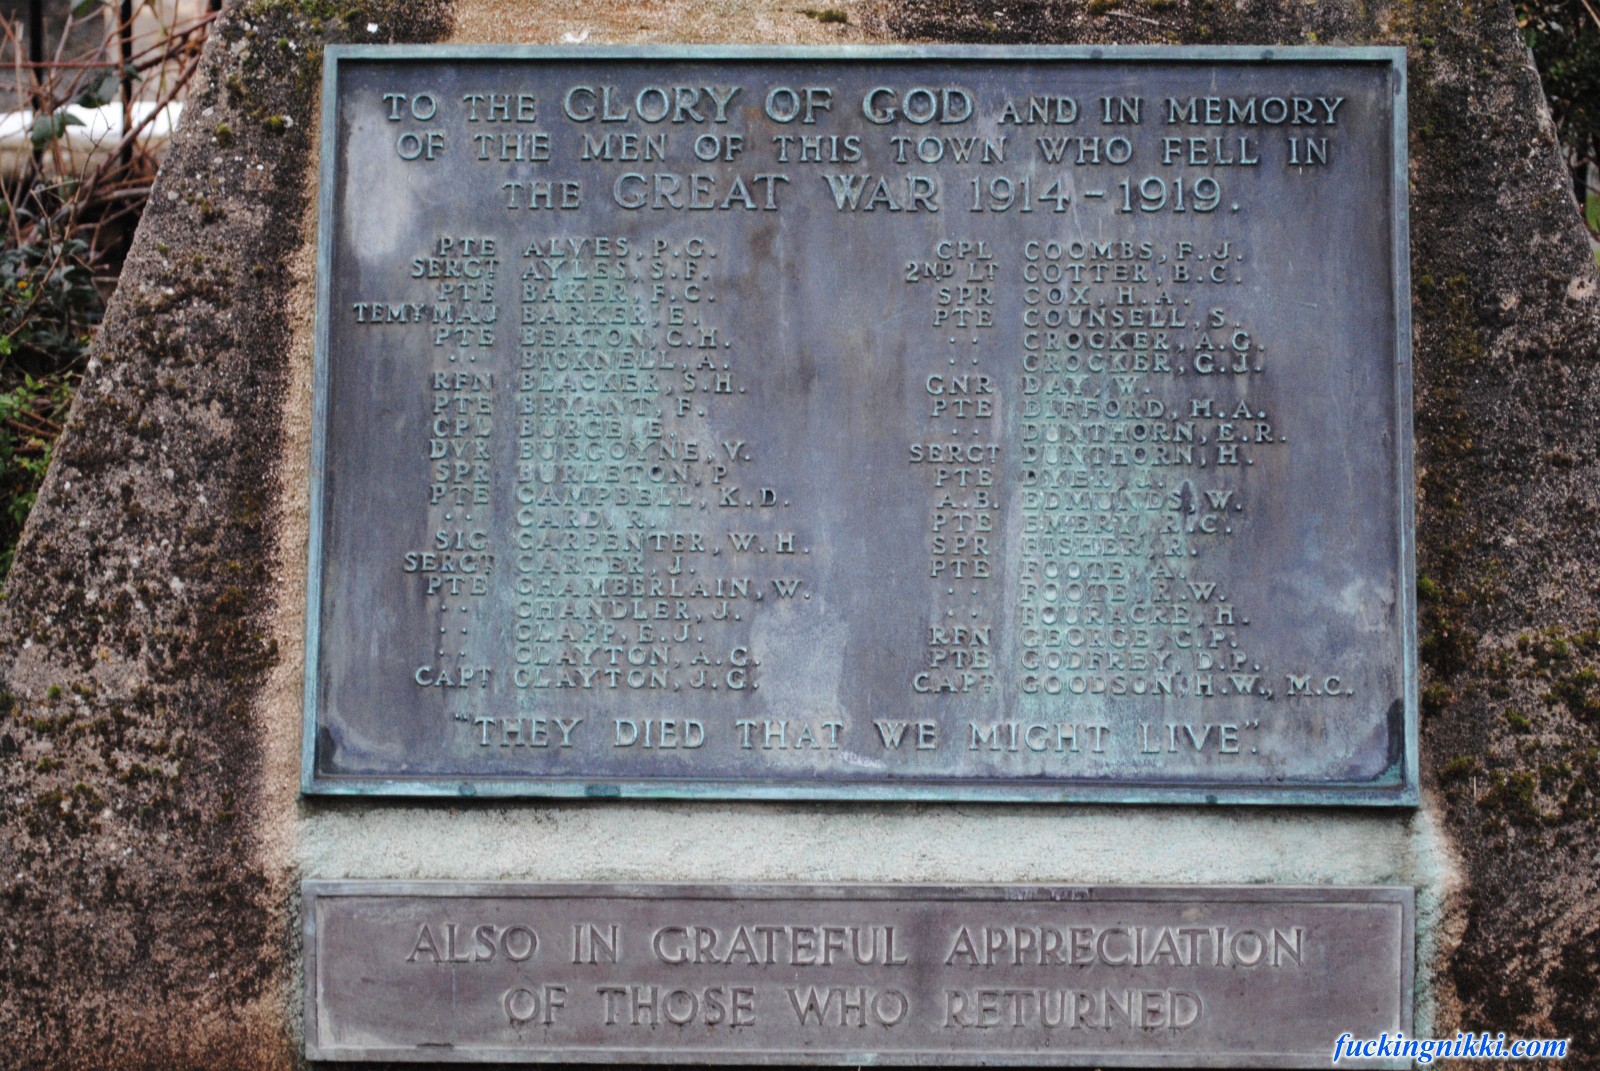 TO THE GLORY OF GOD AND IN MEMORY
OF THE MEN OF THIS TOWN WHO FELL IN
THE GREAT WAR 1914-1919.
PTE ALVES, P.G.
SERGT AYLES, S.F.
PTE BAKER, F.C.
TEMY MAJ BARKER, E.
PTE BEATON, C.H.
.. BICKNELL, A.
RFN BLACKER, S.H.
PTE BRYANT, F.
CPL BURGE, E.
DVR BURGOYNE, V.
SPR BURLETON, P
PTE CAMPBELL, K.D.
.. CARD, R.
SIG CARPENTER, W.H.
SERGT CARTER, J.
PTE CHAMBERLAIN, W.
.. CHANDLER, J.
.. CLAPP, E.J.
.. CLAYTON, A.G.
CAPT CLAYTON, J.G.
CPL COOMBS, F.J.
2ND LT COTTER, B.C.
SPR COX, H.A.
PTE COUNSELL, S.
.. CROCKER, A.G.
.. CROCKER, G.J.
GNR DAY, W.
PTE DIFFORD, H.A.
.. DUNTHORN, E.R.
SERGT DUNTHORN, H.
PTE DYER, J.
A.B. EDMUNDS, W.
PTE EMERY, R.C.
SPR FISHER, R.
PTE FOOTE, A.
.. FOOTE, R.W.
.. FOURACRE, H.
RFN GEORGE, C.P.
PTE GODFREY, D.P.
CAPT GOODSON, H.W., M.C.
"THEY DIED THAT WE MIGHT LIVE".
ALSO IN GRATEFUL APPRECIATION
OF THOSE WHO RETURNED
fuckingnikki.com